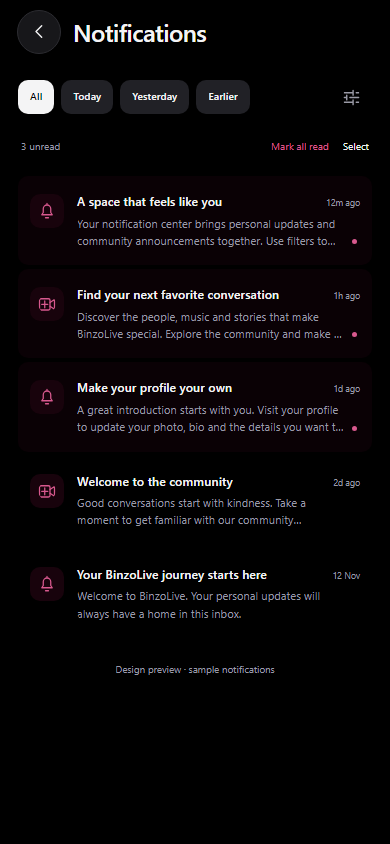 Notifications
All
Today
Yesterday
Earlier
3 unread
Mark all read
Select
A space that feels like you
12m ago
Your notification center brings personal updates and
community announcements together. Use filters to...
Find your next favorite conversation
1h ago
Discover the people, music and stories that make
BinzoLive special. Explore the community and make ...
Make your profile your own
1d ago
A great introduction starts with you. Visit your profile
to update your photo, bio and the details you want t...
Welcome to the community
2d ago
Good conversations start with kindness. Take a
moment to get familiar with our community...
Your BinzoLive journey starts here
12 Nov
Welcome to BinzoLive. Your personal updates will
always have a home in this inbox.
Design preview · sample notifications